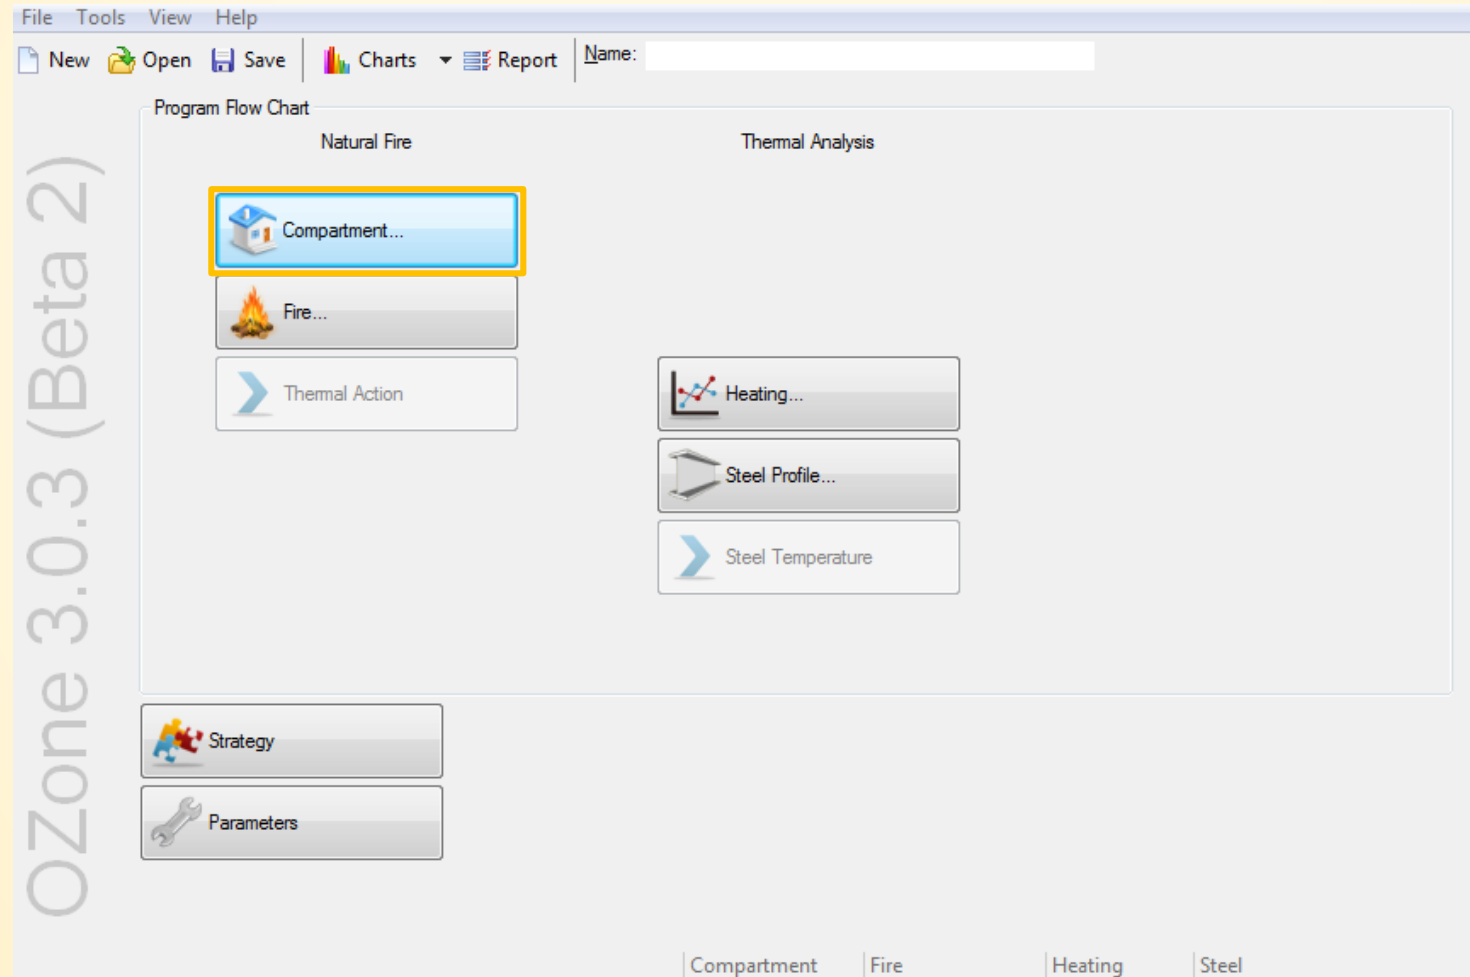 File Tools View Help
New Open Save Charts Report Name:
Program Flow Chart
Natural Fire Thermal Analysis
Compartment...
Fire...
Thermal Action Heating...
Steel Profile...
Steel Temperature
Strategy
Parameters
OZone 3.0.3 (Beta 2)
Compartment Fire Heating Steel